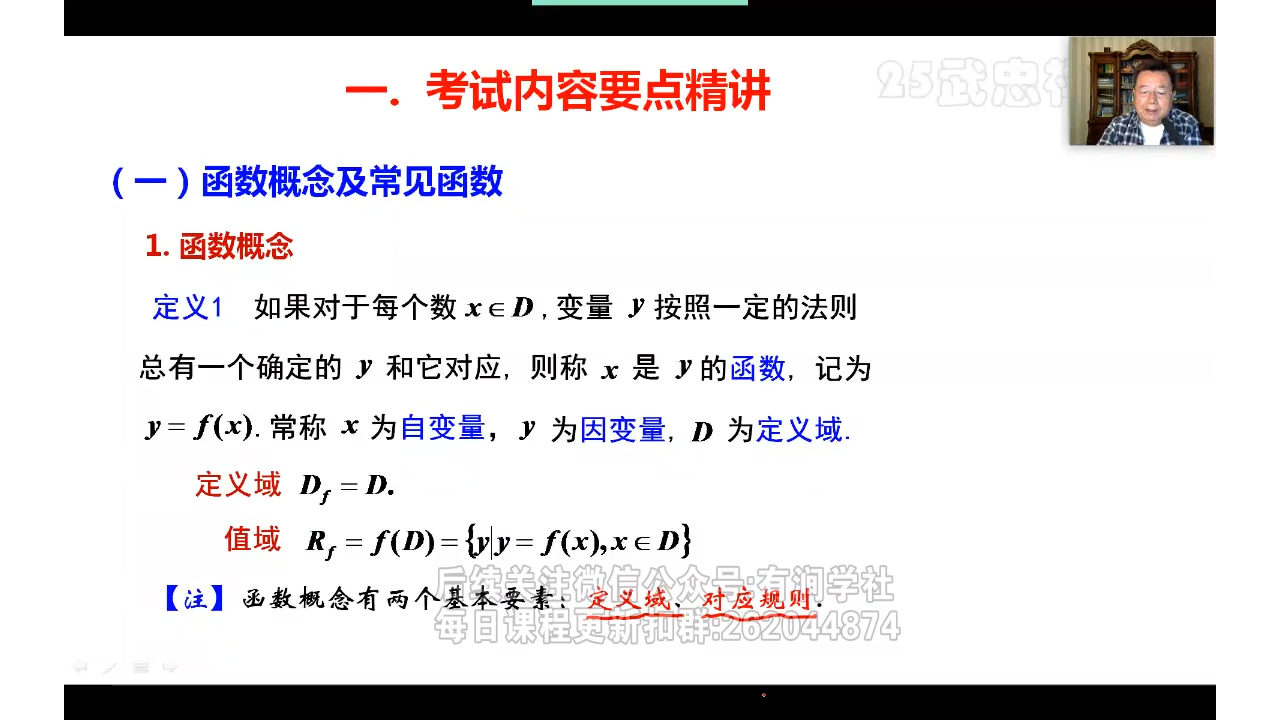 25武忠
一. 考试内容要点精讲
（一）函数概念及常见函数
1. 函数概念
定义1 如果对于每个数 x ∈ D , 变量 y 按照一定的法则
总有一个确定的 y 和它对应, 则称 x 是 y 的函数, 记为
y = f(x). 常称 x 为自变量, y 为因变量, D 为定义域.
定义域 D_f = D.
值域 R_f = f(D) = {y|y = f(x), x ∈ D}
后续关注微信公众号:有润学社
【注】函数概念有两个基本要素: 定义域、对应规则.
每日课程更新扣群:262044874